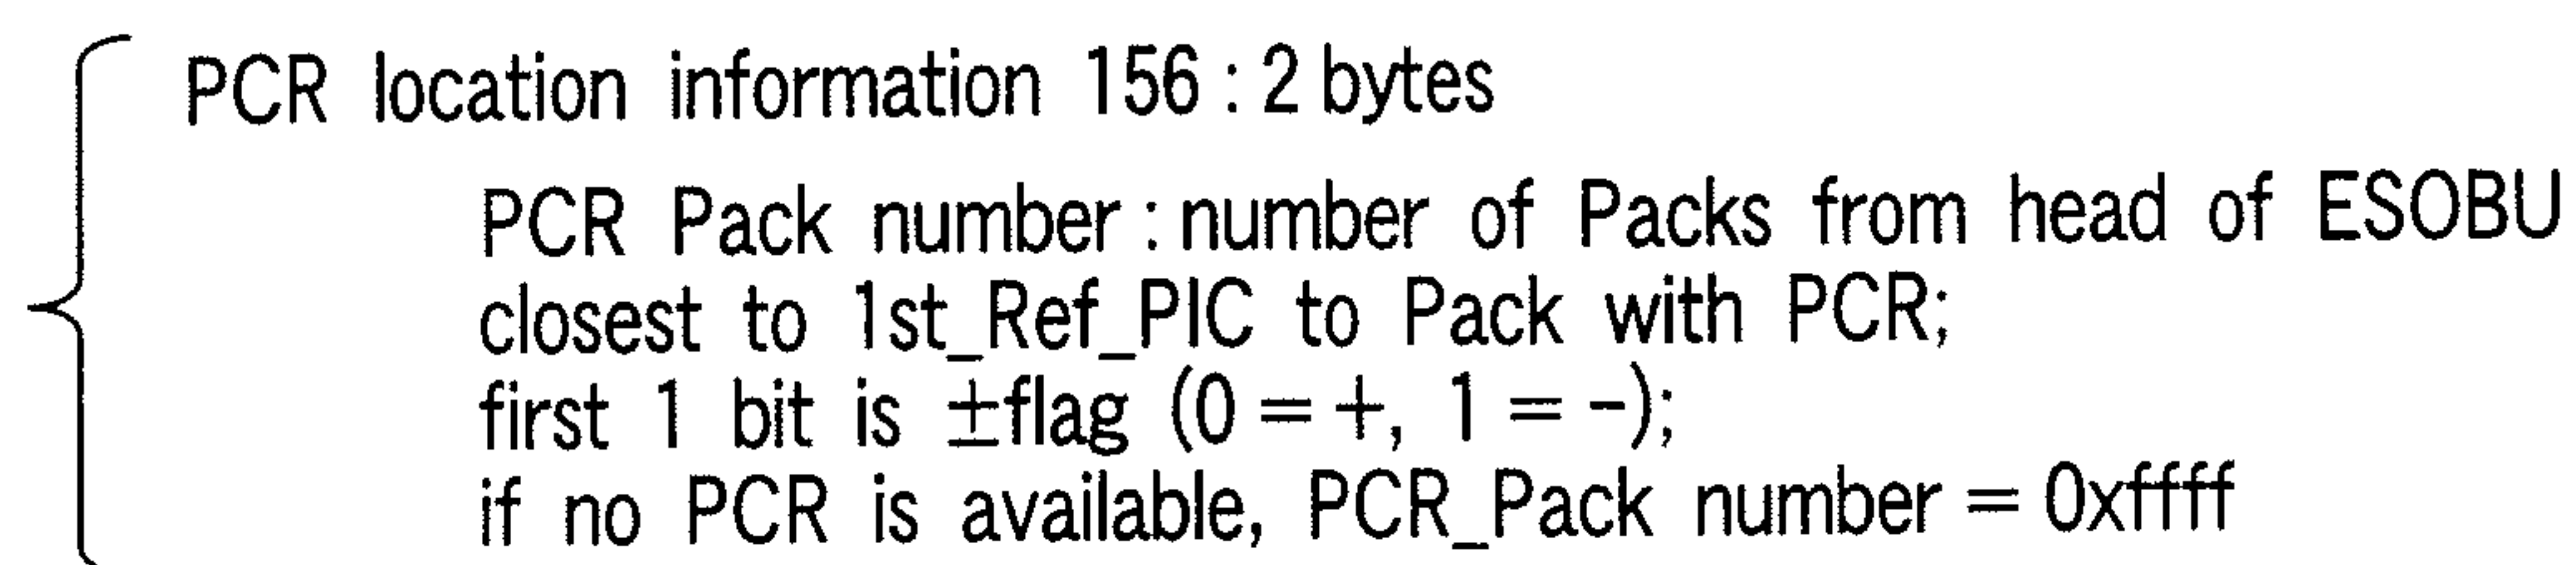 PCR location information 156 : 2 bytes
PCR Pack number : number of Packs from head of ESOBU
closest to 1st_Ref_PIC to Pack with PCR;
first 1 bit is ±flag (0 = +, 1 = −);
if no PCR is available, PCR_Pack number = 0xffff